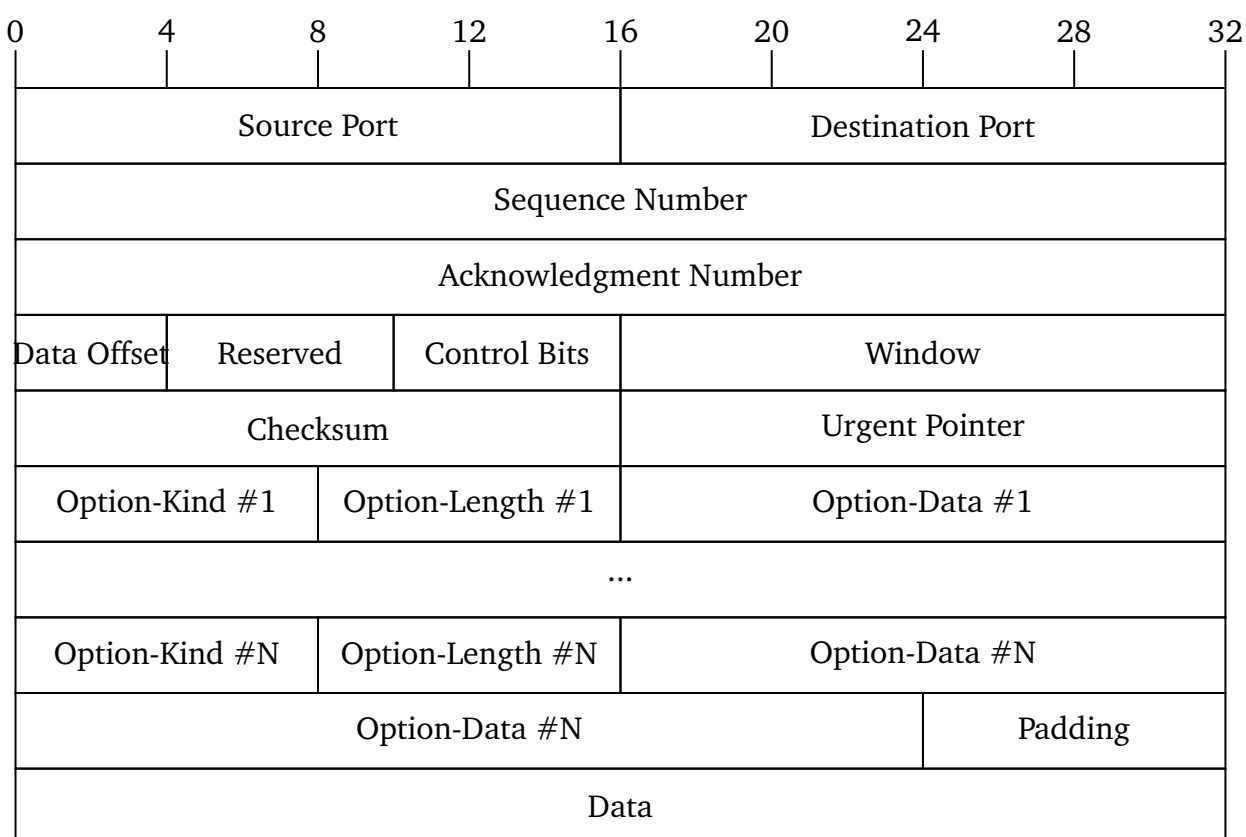 0 4 8 12 16 20 24 28 32
Source Port Destination Port
Sequence Number
Acknowledgment Number
Data Offset Reserved Control Bits Window
Checksum Urgent Pointer
Option-Kind #1 Option-Length #1 Option-Data #1
...
Option-Kind #N Option-Length #N Option-Data #N
Option-Data #N Padding
Data